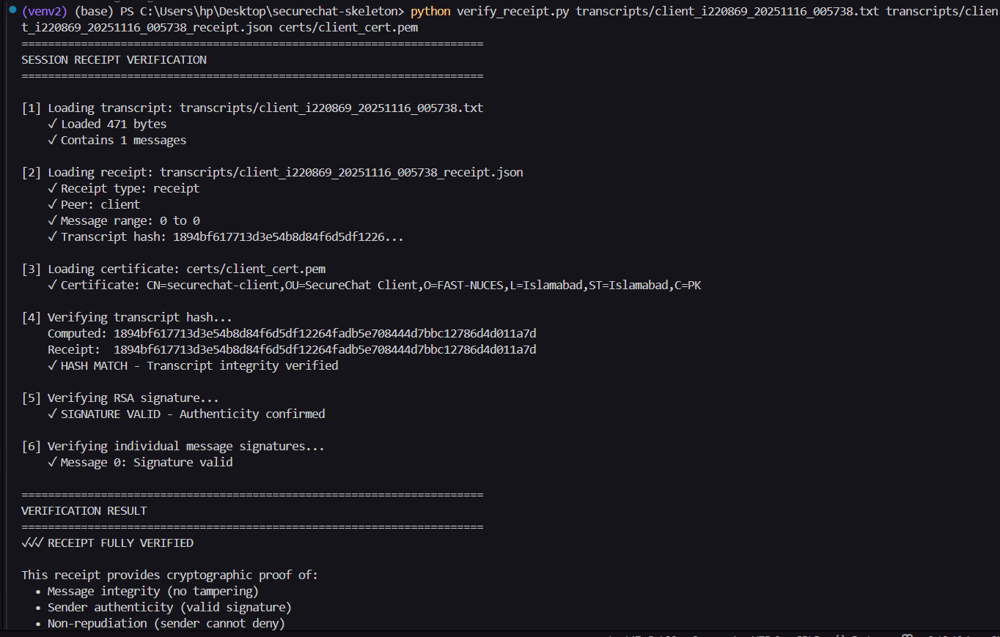 (venv2) (base) PS C:\Users\hp\Desktop\securechat-skeleton> python verify_receipt.py transcripts/client_i220869_20251116_005738.txt transcripts/clien
t_i220869_20251116_005738_receipt.json certs/client_cert.pem
======================================================================
SESSION RECEIPT VERIFICATION
======================================================================
[1] Loading transcript: transcripts/client_i220869_20251116_005738.txt
✓ Loaded 471 bytes
✓ Contains 1 messages
[2] Loading receipt: transcripts/client_i220869_20251116_005738_receipt.json
✓ Receipt type: receipt
✓ Peer: client
✓ Message range: 0 to 0
✓ Transcript hash: 1894bf617713d3e54b8d84f6d5df1226...
[3] Loading certificate: certs/client_cert.pem
✓ Certificate: CN=securechat-client,OU=SecureChat Client,O=FAST-NUCES,L=Islamabad,ST=Islamabad,C=PK
[4] Verifying transcript hash...
Computed: 1894bf617713d3e54b8d84f6d5df12264fadb5e708444d7bbc12786d4d011a7d
Receipt:  1894bf617713d3e54b8d84f6d5df12264fadb5e708444d7bbc12786d4d011a7d
✓ HASH MATCH - Transcript integrity verified
[5] Verifying RSA signature...
✓ SIGNATURE VALID - Authenticity confirmed
[6] Verifying individual message signatures...
✓ Message 0: Signature valid
======================================================================
VERIFICATION RESULT
======================================================================
✓✓✓ RECEIPT FULLY VERIFIED
This receipt provides cryptographic proof of:
• Message integrity (no tampering)
• Sender authenticity (valid signature)
• Non-repudiation (sender cannot deny)